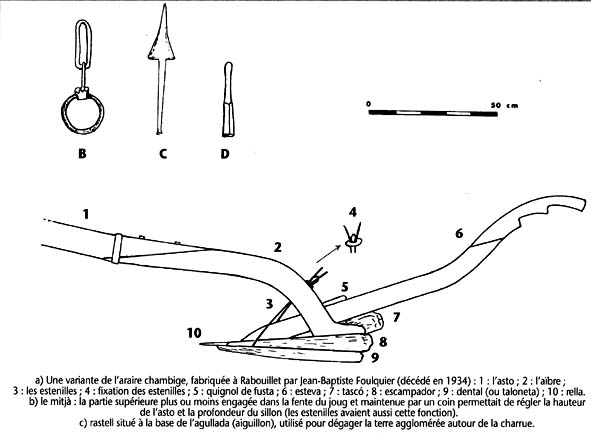 0 50 cm
B C D
1
2
4
6
3
5
7
10
8
9
a) Une variante de l'araire chambige, fabriquée à Rabouillet par Jean-Baptiste Foulquier (décédé en 1934) : 1 : l'asto ; 2 : l'aïbre ;
3 : les estenilles ; 4 : fixation des estenilles ; 5 : quignol de fusta ; 6 : esteva ; 7 : tascó ; 8 : escampador ; 9 : dental (ou taloneta) ; 10 : rella.
b) le mitjà : la partie supérieure plus ou moins engagée dans la fente du joug et maintenue par un coin permettait de régler la hauteur
de l'asto et la profondeur du sillon (les estenilles avaient aussi cette fonction).
c) rastell situé à la base de l'agullada (aiguillon), utilisé pour dégager la terre agglomérée autour de la charrue.